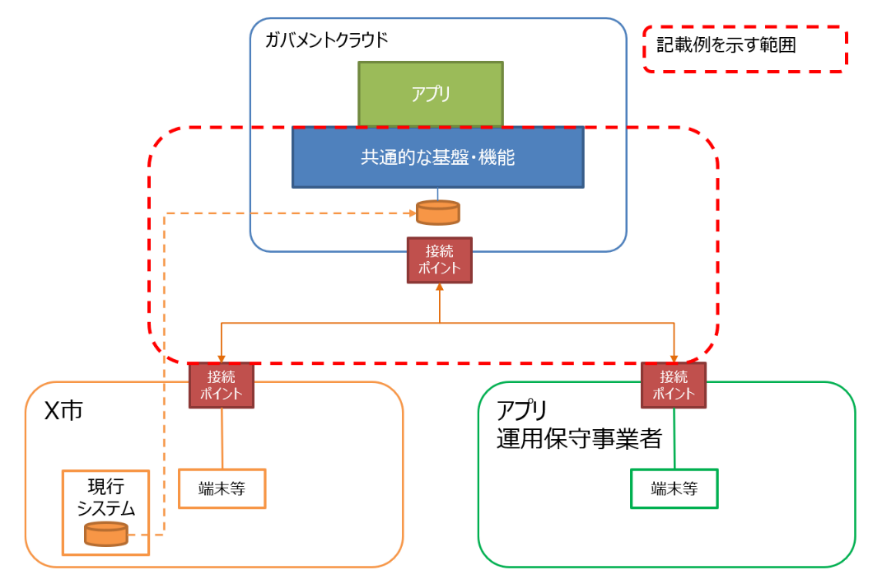 ガバメントクラウド
記載例を示す範囲
アプリ
共通的な基盤・機能
接続
ポイント
接続
ポイント
接続
ポイント
X市
現行
システム
端末等
アプリ
運用保守事業者
端末等